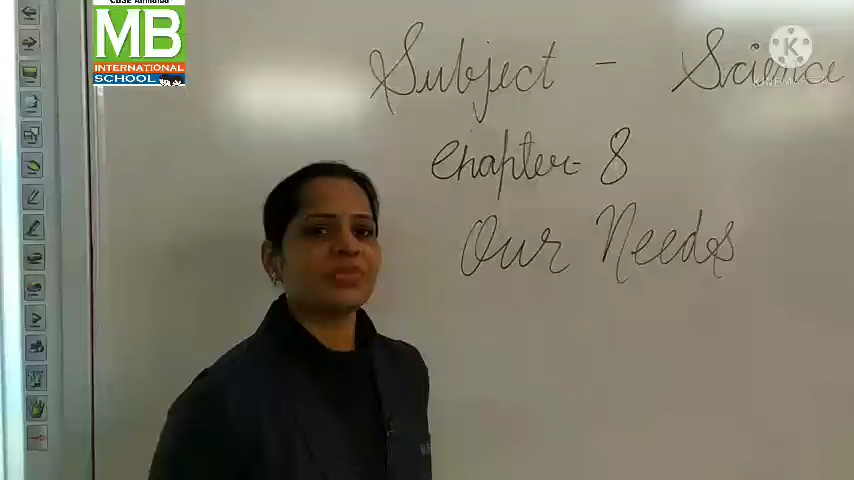 MB
INTERNATIONAL
SCHOOL
Subject - Science
Chapter - 8
Our Needs